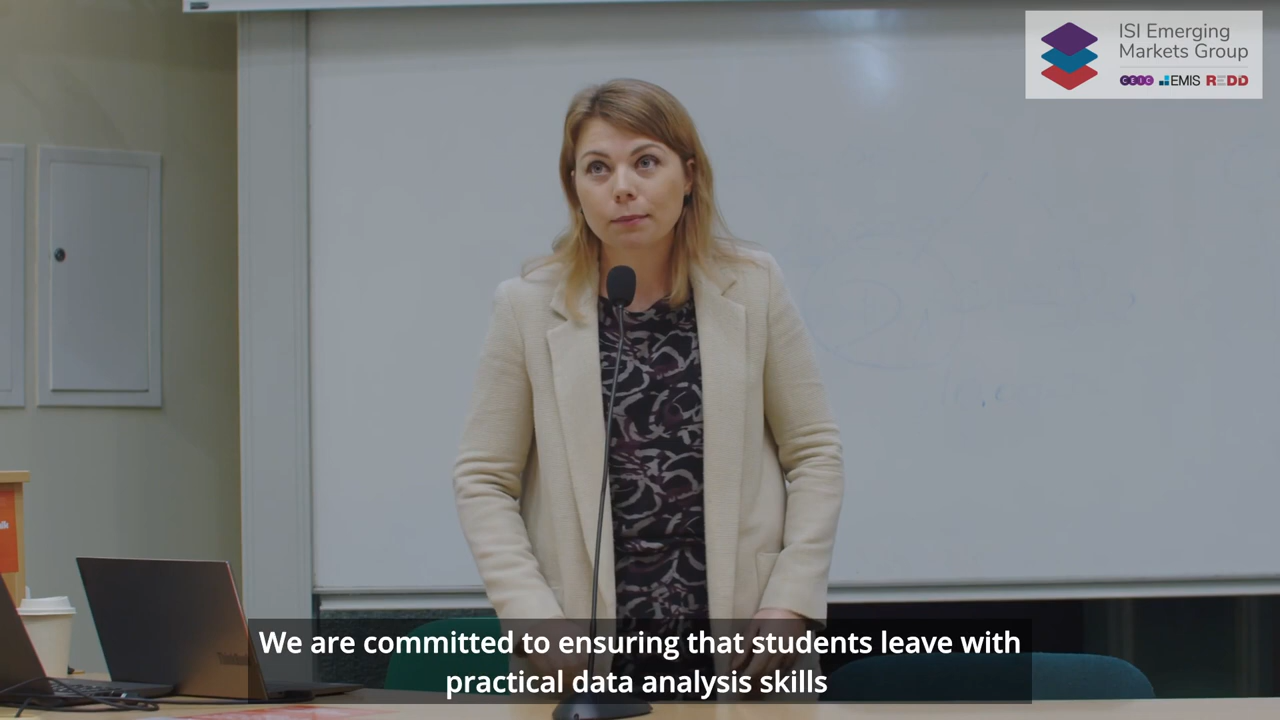 ISI Emerging
Markets Group
CEIC EMIS REDD
We are committed to ensuring that students leave with
practical data analysis skills